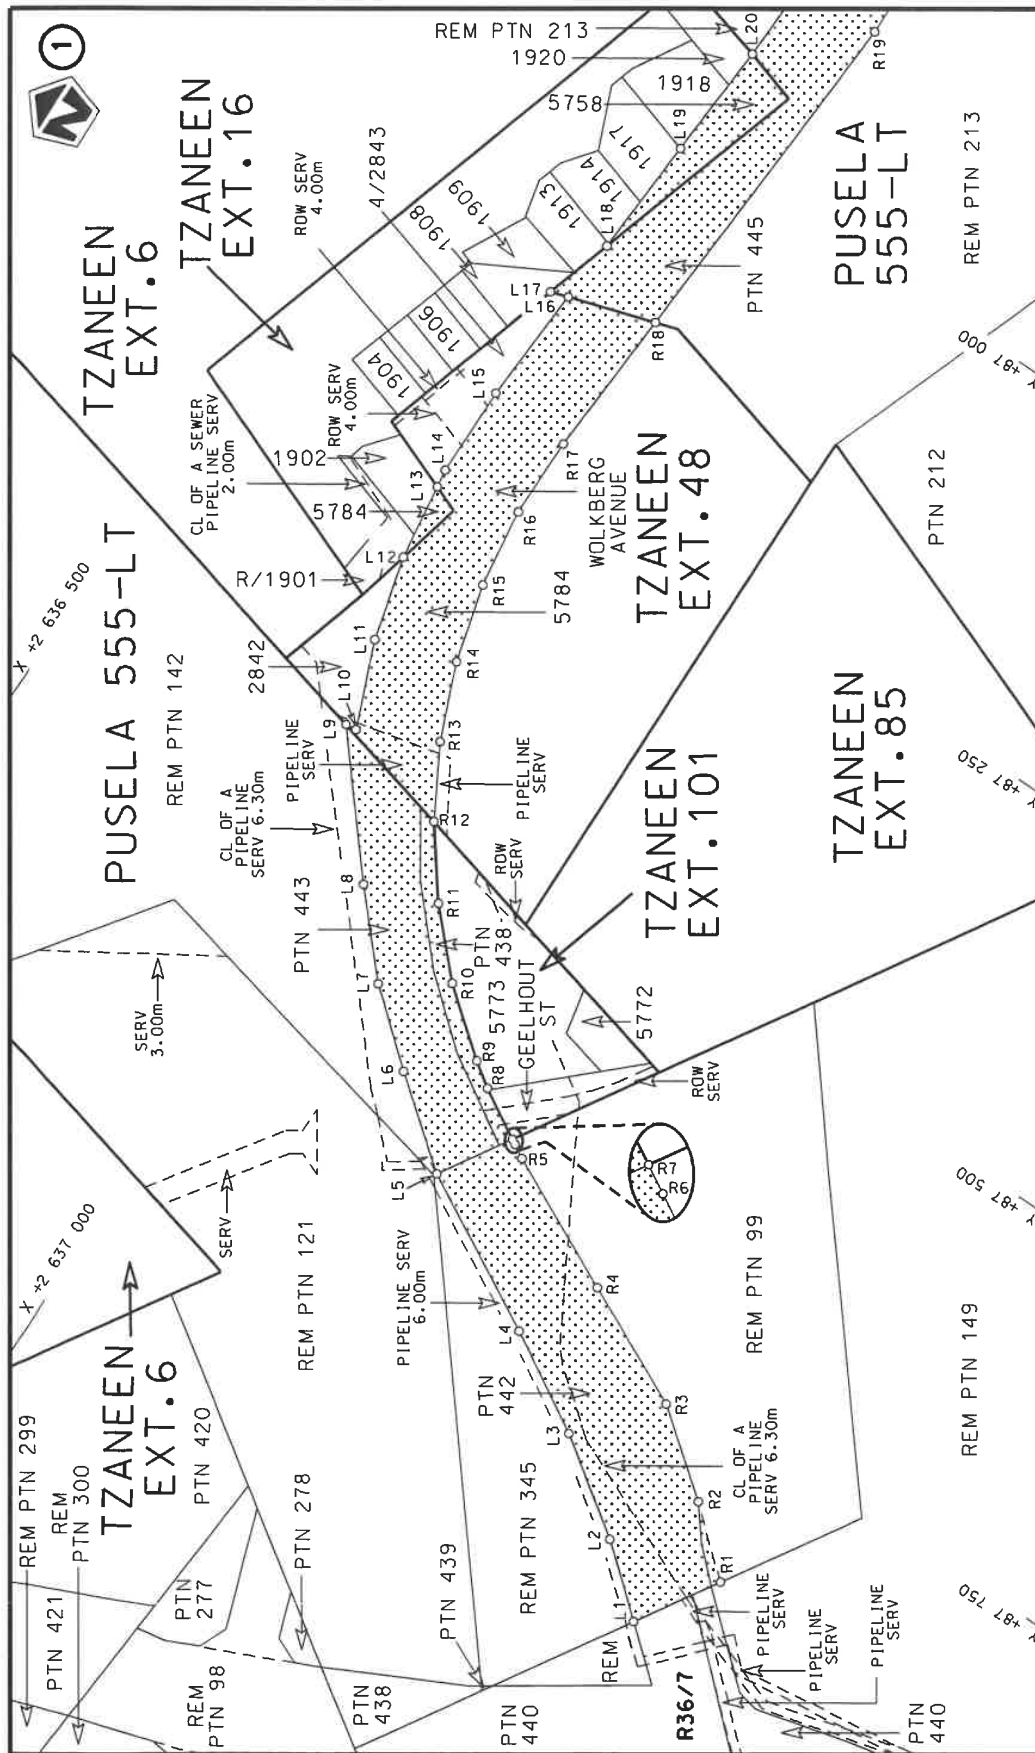 1
N
TZANEEN
EXT.6
TZANEEN
EXT.16
REM PTN 213
1920
5758
1918
L20
R19
L19
1917
1914
1913
L18
1909
1908
4/2843
ROW SERV
4.00m
L17
L16
1906
1904
ROW SERV
4.00m
L15
PTN 445
PUSELA
555-LT
REM PTN 213
R18
Y +87 000
CL OF A SEWER
PIPELINE SERV
2.00m
1902
5784
R/1901
L14
L13
L12
R17
R16
WOLKBERG
AVENUE
TZANEEN
EXT.48
PTN 212
X +2 636 500
PUSELA 555-LT
REM PTN 142
2842
L11
L10
L9
R15
R14
5784
R13
PIPELINE
SERV
CL OF A
PIPELINE
SERV 6.30m
PIPELINE
SERV
R12
TZANEEN
EXT.85
Y +87 250
TZANEEN
EXT.101
ROW
SERV
PTN 443
L8
R11
PTN
438
L7
R10
5773
GEELHOUT
ST
5772
SERV
3.00m
L6
R9
R8
ROW
SERV
L5
R5
R7
R6
SERV
X +2 637 000
REM PTN 121
PIPELINE SERV
6.00m
L4
R4
REM PTN 99
Y +87 500
TZANEEN
EXT.6
PTN
442
L3
R3
REM PTN 149
REM PTN 299
REM
PTN 300
PTN 420
PTN 278
REM PTN 345
CL OF A
PIPELINE
SERV 6.30m
L2
R2
PTN 421
PTN
277
PTN 439
L1
R1
REM
PIPELINE
SERV
PIPELINE
SERV
PIPELINE
SERV
Y +87 750
REM
PTN 98
PTN
438
PTN
440
R36/7
PTN
440